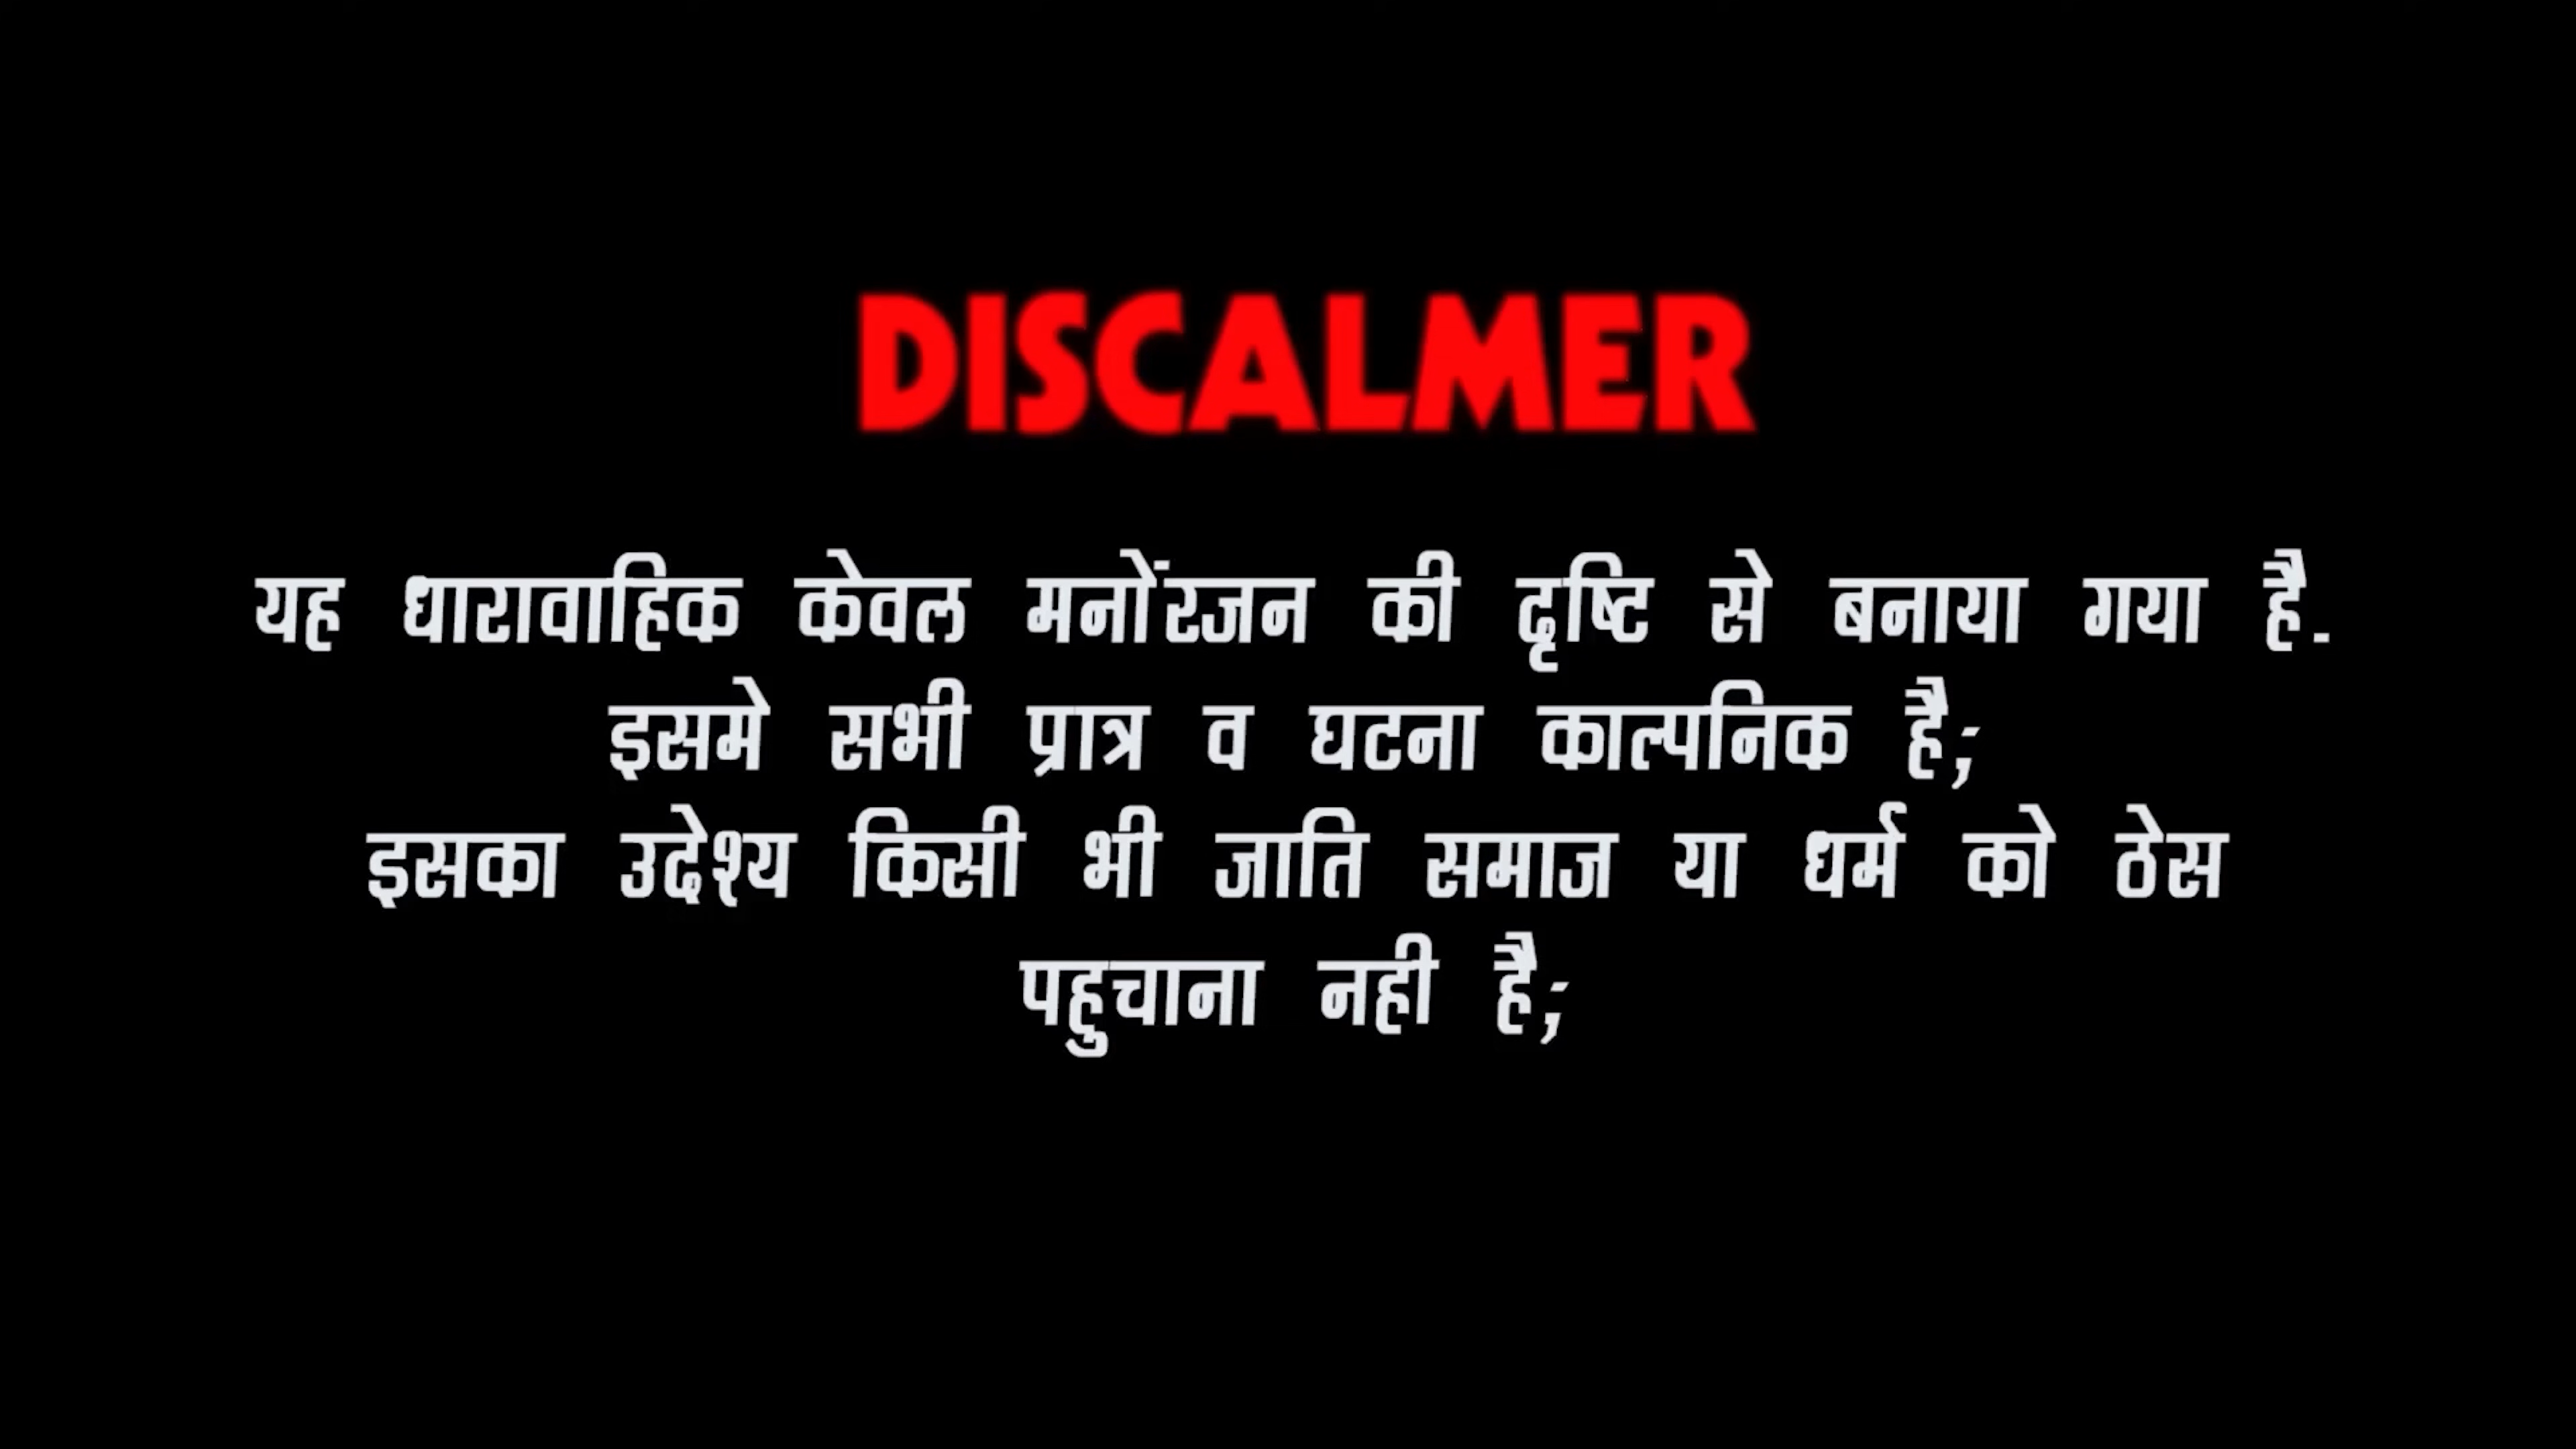 DISCALMER
यह धारावाहिक केवल मनोंरजन की दृष्टि से बनाया गया है.
इसमे सभी प्रात्र व घटना काल्पनिक है;
इसका उदेश्य किसी भी जाति समाज या धर्म को ठेस
पहुचाना नही है;